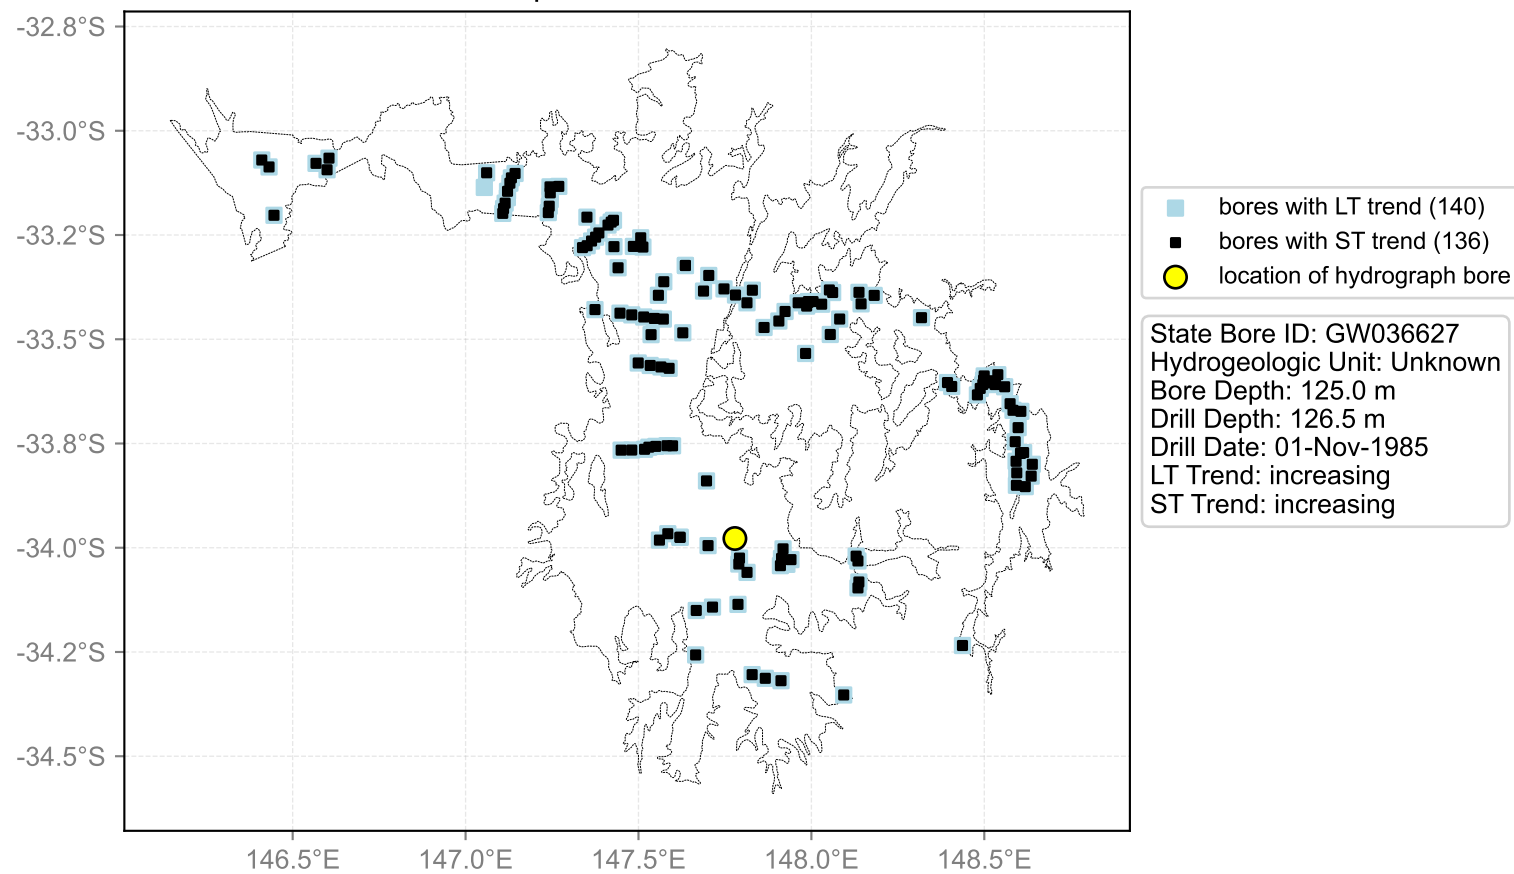 -32.8°S
-33.0°S
-33.2°S
-33.5°S
-33.8°S
-34.0°S
-34.2°S
-34.5°S
146.5°E 147.0°E 147.5°E 148.0°E 148.5°E
bores with LT trend (140)
bores with ST trend (136)
location of hydrograph bore
State Bore ID: GW036627
Hydrogeologic Unit: Unknown
Bore Depth: 125.0 m
Drill Depth: 126.5 m
Drill Date: 01-Nov-1985
LT Trend: increasing
ST Trend: increasing